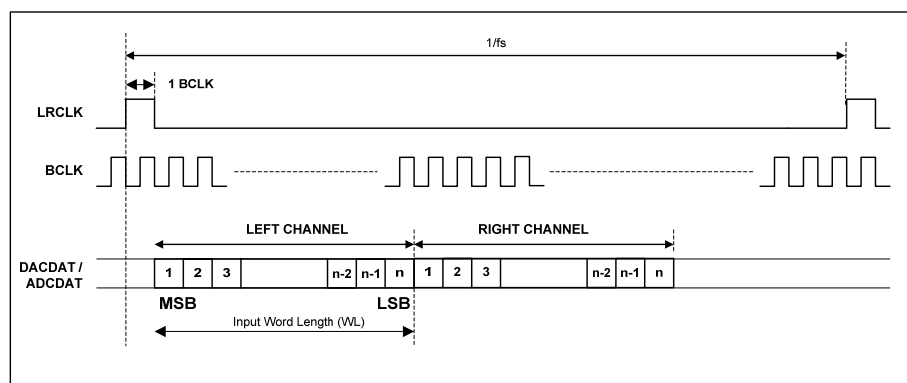 1/fs
1 BCLK
LRCLK
BCLK
LEFT CHANNEL RIGHT CHANNEL
DACDAT /
ADCDAT
1 2 3 n-2 n-1 n 1 2 3 n-2 n-1 n
MSB LSB
Input Word Length (WL)